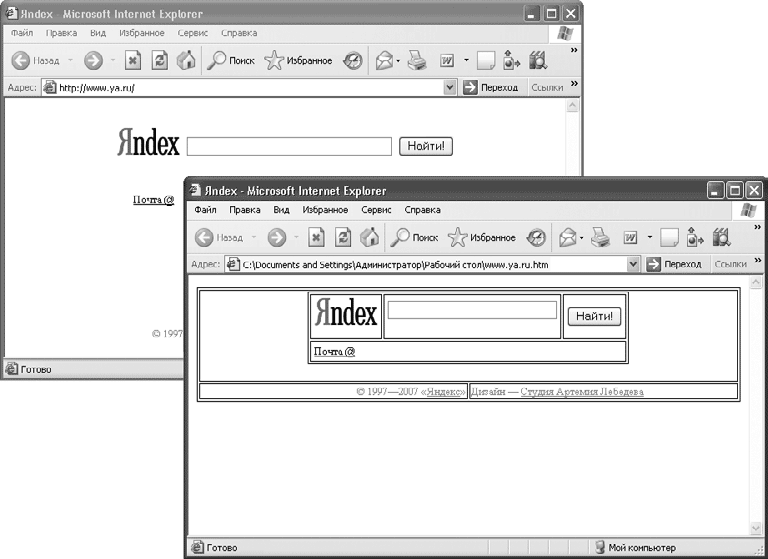 Яndex - Microsoft Internet Explorer
Файл Правка Вид Избранное Сервис Справка
Назад Поиск Избранное
Адрес: http://www.ya.ru/ Переход Ссылки »
Яndex Найти!
Почта@
© 1997
Готово
Яndex - Microsoft Internet Explorer
Файл Правка Вид Избранное Сервис Справка
Назад Поиск Избранное
Адрес: C:\Documents and Settings\Администратор\Рабочий стол\www.ya.ru.htm Переход Ссылки »
Яndex Найти!
Почта@
© 1997—2007 «Яндекс» Дизайн — Студия Артемия Лебедева
Готово Мой компьютер